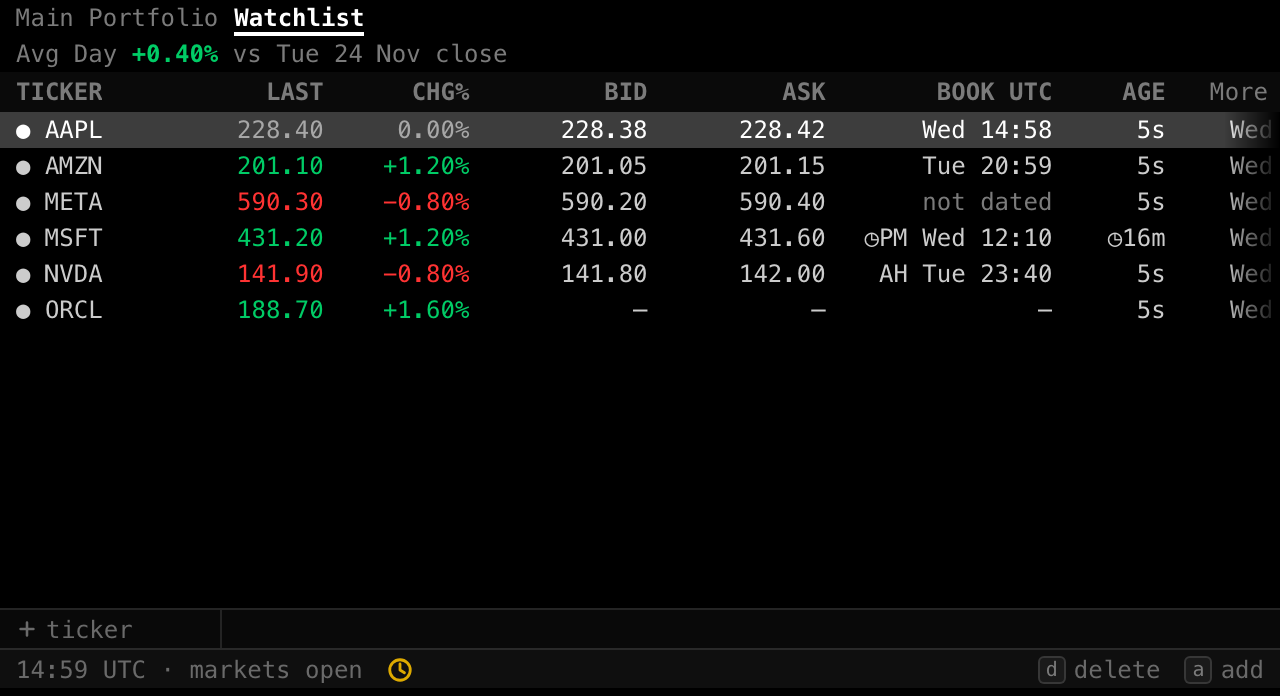 Main Portfolio Watchlist
Avg Day +0.40% vs Tue 24 Nov close
TICKER LAST CHG% BID ASK BOOK UTC AGE More
● AAPL 228.40 0.00% 228.38 228.42 Wed 14:58 5s Wed
● AMZN 201.10 +1.20% 201.05 201.15 Tue 20:59 5s Wed
● META 590.30 −0.80% 590.20 590.40 not dated 5s Wed
● MSFT 431.20 +1.20% 431.00 431.60 ◷PM Wed 12:10 ◷16m Wed
● NVDA 141.90 −0.80% 141.80 142.00 AH Tue 23:40 5s Wed
● ORCL 188.70 +1.60% — — — 5s Wed
+ ticker
14:59 UTC · markets open d delete a add